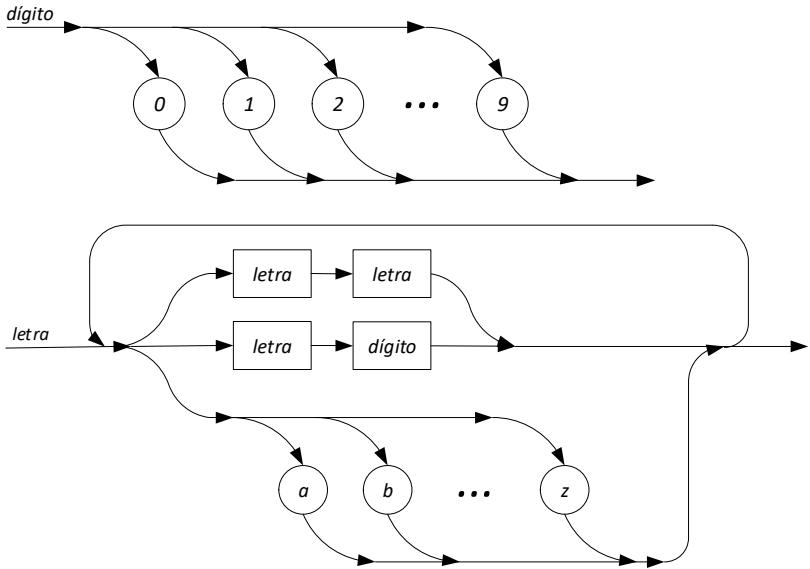 dígito
0 1 2 ... 9
letra letra
letra
letra dígito
a b ... z